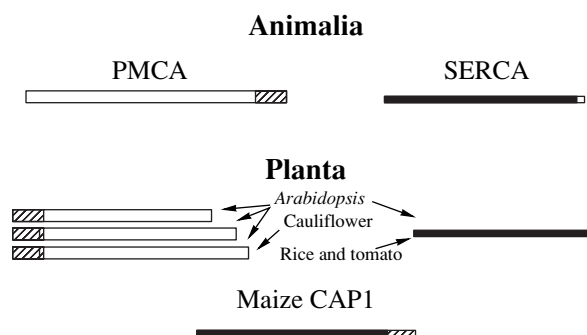 Animalia
PMCA
SERCA
Planta
Arabidopsis
Cauliflower
Rice and tomato
Maize CAP1